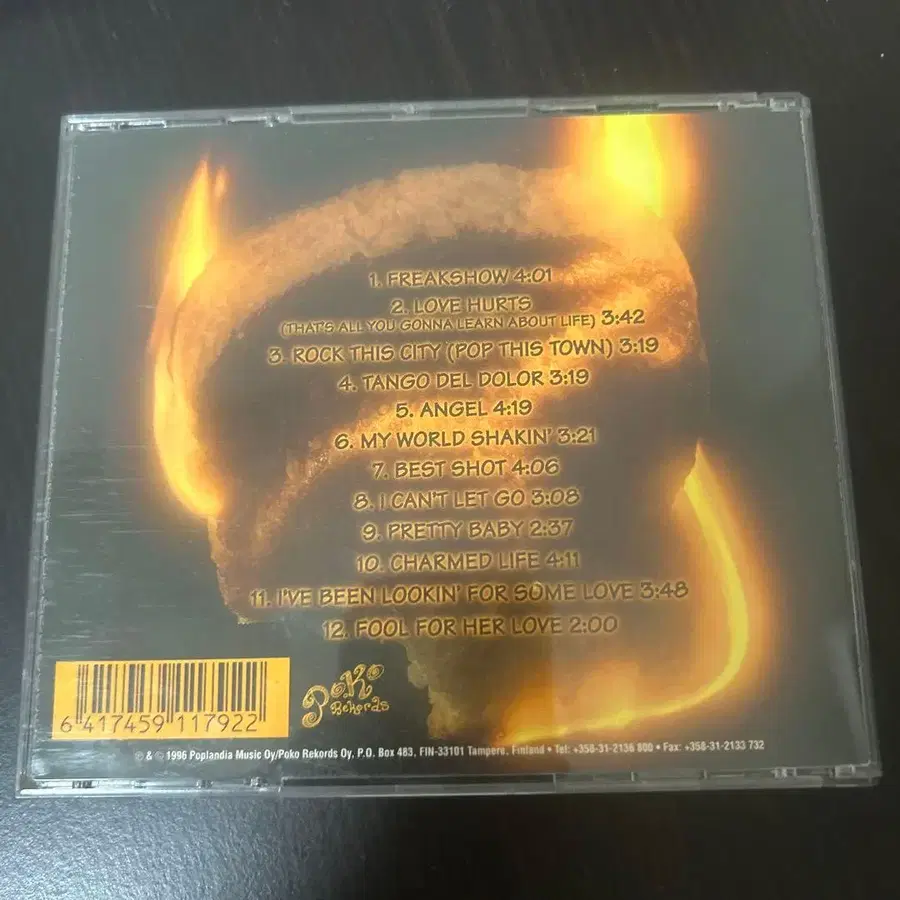 1. FREAKSHOW 4:01
2. LOVE HURTS
(THAT'S ALL YOU GONNA LEARN ABOUT LIFE) 3:42
3. ROCK THIS CITY (POP THIS TOWN) 3:19
4. TANGO DEL DOLOR 3:19
5. ANGEL 4:19
6. MY WORLD SHAKIN' 3:21
7. BEST SHOT 4:06
8. I CAN'T LET GO 3:08
9. PRETTY BABY 2:37
10. CHARMED LIFE 4:11
11. I'VE BEEN LOOKIN' FOR SOME LOVE 3:48
12. FOOL FOR HER LOVE 2:00
6 417459 117922
Poko
Rekords
℗ & © 1996 Poplandia Music Oy/Poko Rekords Oy, P.O. Box 483, FIN-33101 Tampere, Finland • Tel: +358-31-2136 800 • Fax: +358-31-2133 732